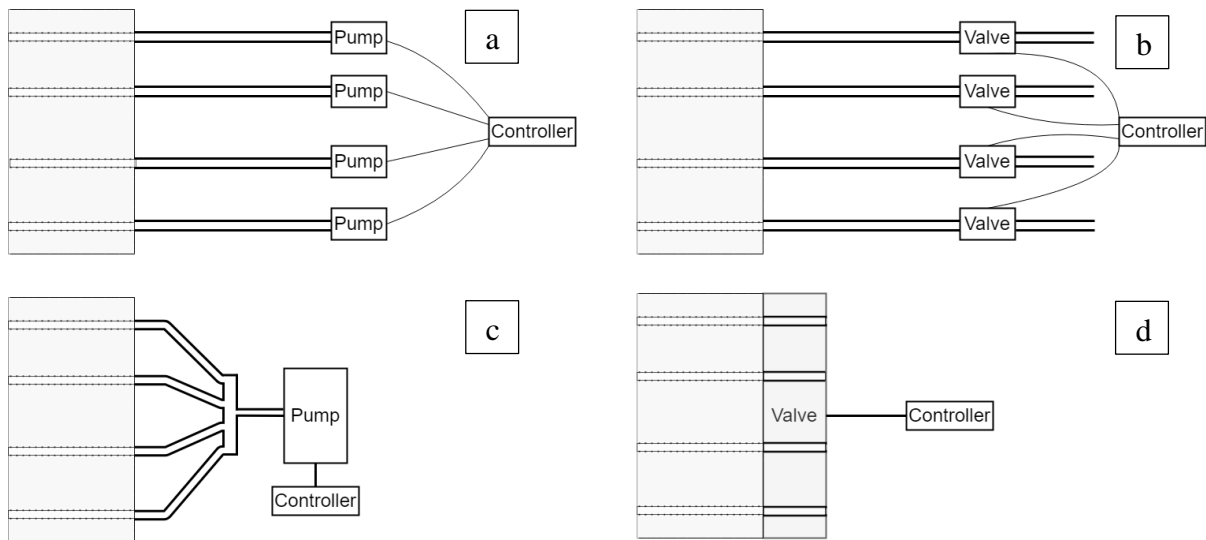 Pump
a
Pump
Controller
Pump
Pump
Valve
b
Valve
Controller
Valve
Valve
c
Pump
Controller
d
Valve
Controller